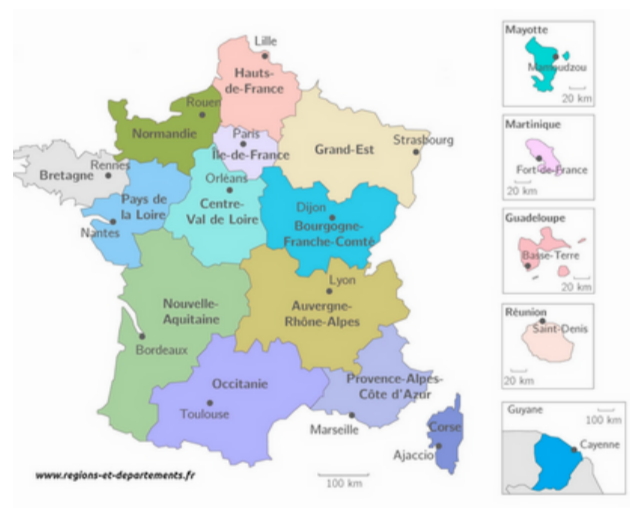 Lille
Hauts-
de-France
Rouen
Normandie
Paris
Île-de-France
Grand-Est
Strasbourg
Bretagne
Rennes
Pays de
la Loire
Nantes
Orléans
Centre-
Val de Loire
Dijon
Bourgogne-
Franche-Comté
Nouvelle-
Aquitaine
Bordeaux
Lyon
Auvergne-
Rhône-Alpes
Occitanie
Toulouse
Provence-Alpes-
Côte d'Azur
Marseille
Corse
Ajaccio
100 km
www.regions-et-departements.fr
Mayotte
Mamoudzou
20 km
Martinique
Fort-de-France
20 km
Guadeloupe
Basse-Terre
20 km
Réunion
Saint-Denis
20 km
Guyane
100 km
Cayenne